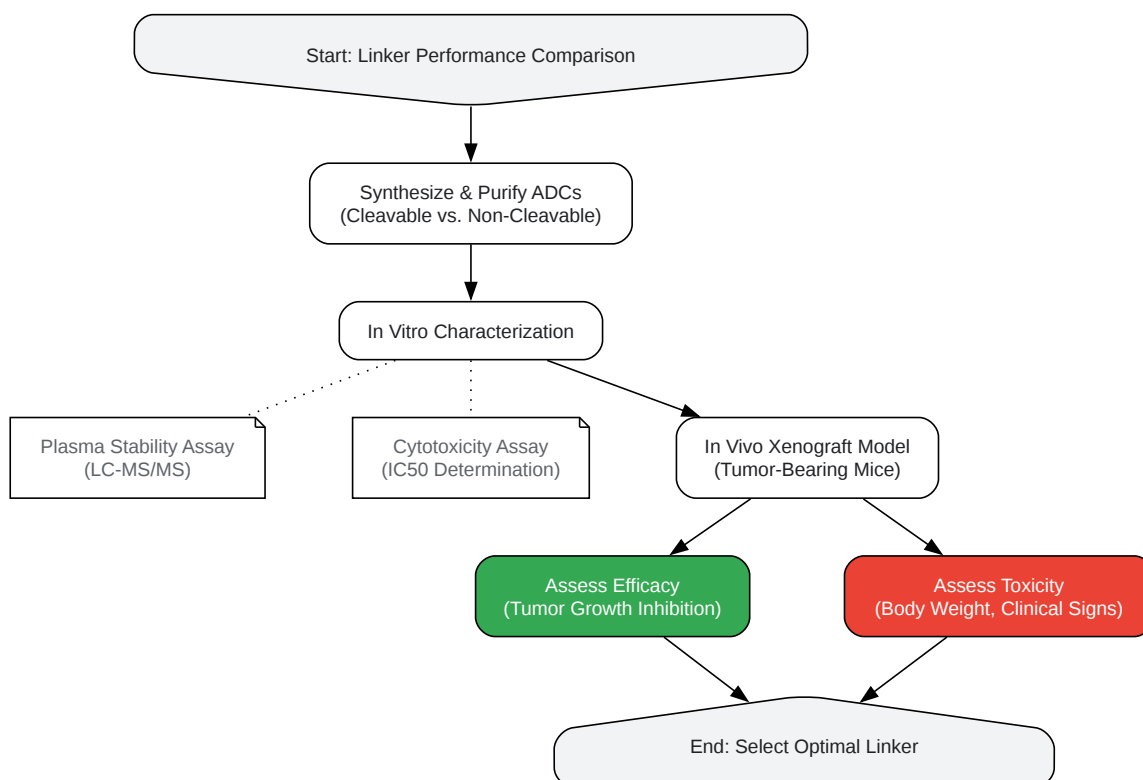 Start: Linker Performance Comparison
Synthesize & Purify ADCs
(Cleavable vs. Non-Cleavable)
In Vitro Characterization
Plasma Stability Assay
(LC-MS/MS)
Cytotoxicity Assay
(IC50 Determination)
In Vivo Xenograft Model
(Tumor-Bearing Mice)
Assess Efficacy
(Tumor Growth Inhibition)
Assess Toxicity
(Body Weight, Clinical Signs)
End: Select Optimal Linker